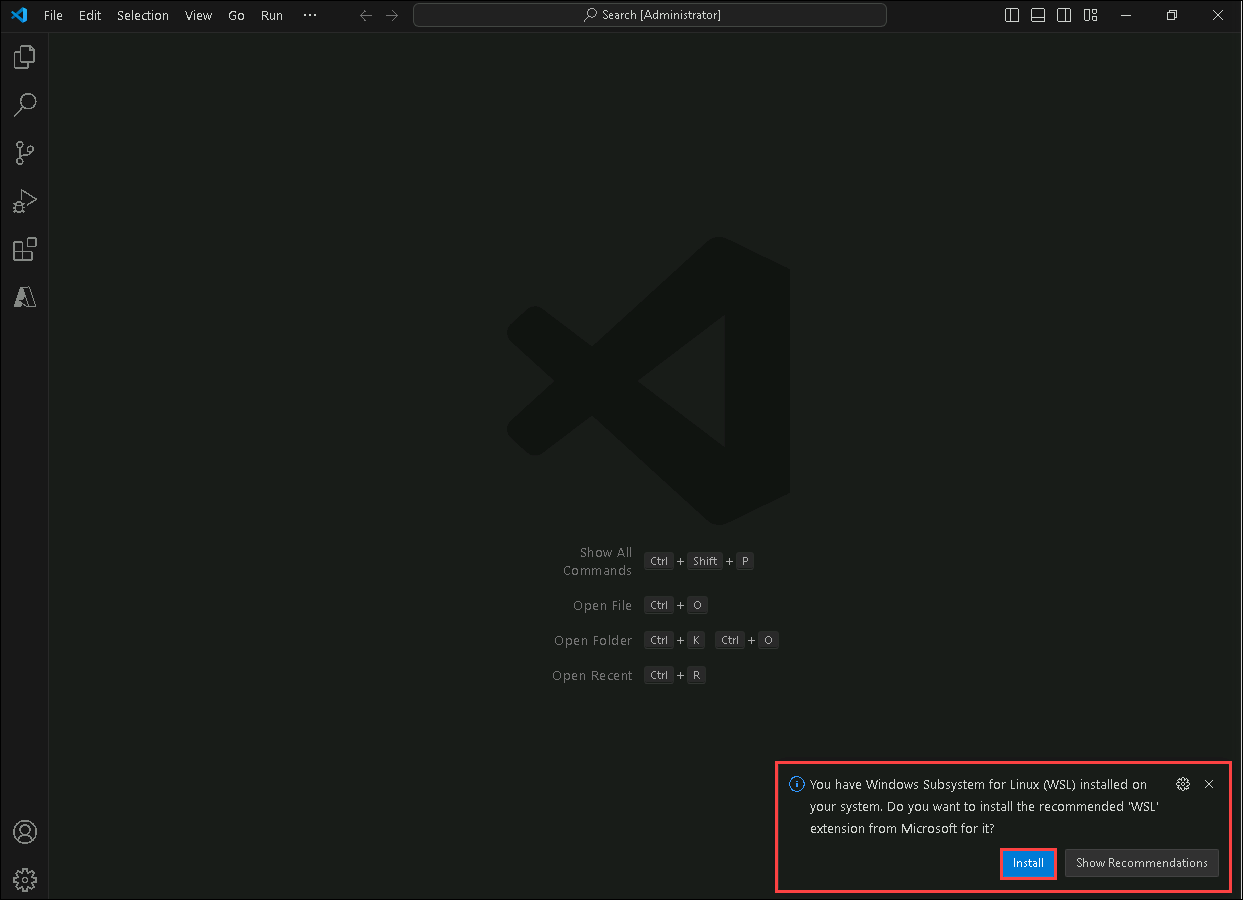 File Edit Selection View Go Run ··· Search [Administrator]
Show All
Commands Ctrl + Shift + P
Open File Ctrl + O
Open Folder Ctrl + K Ctrl + O
Open Recent Ctrl + R
You have Windows Subsystem for Linux (WSL) installed on
your system. Do you want to install the recommended 'WSL'
extension from Microsoft for it?
Install Show Recommendations